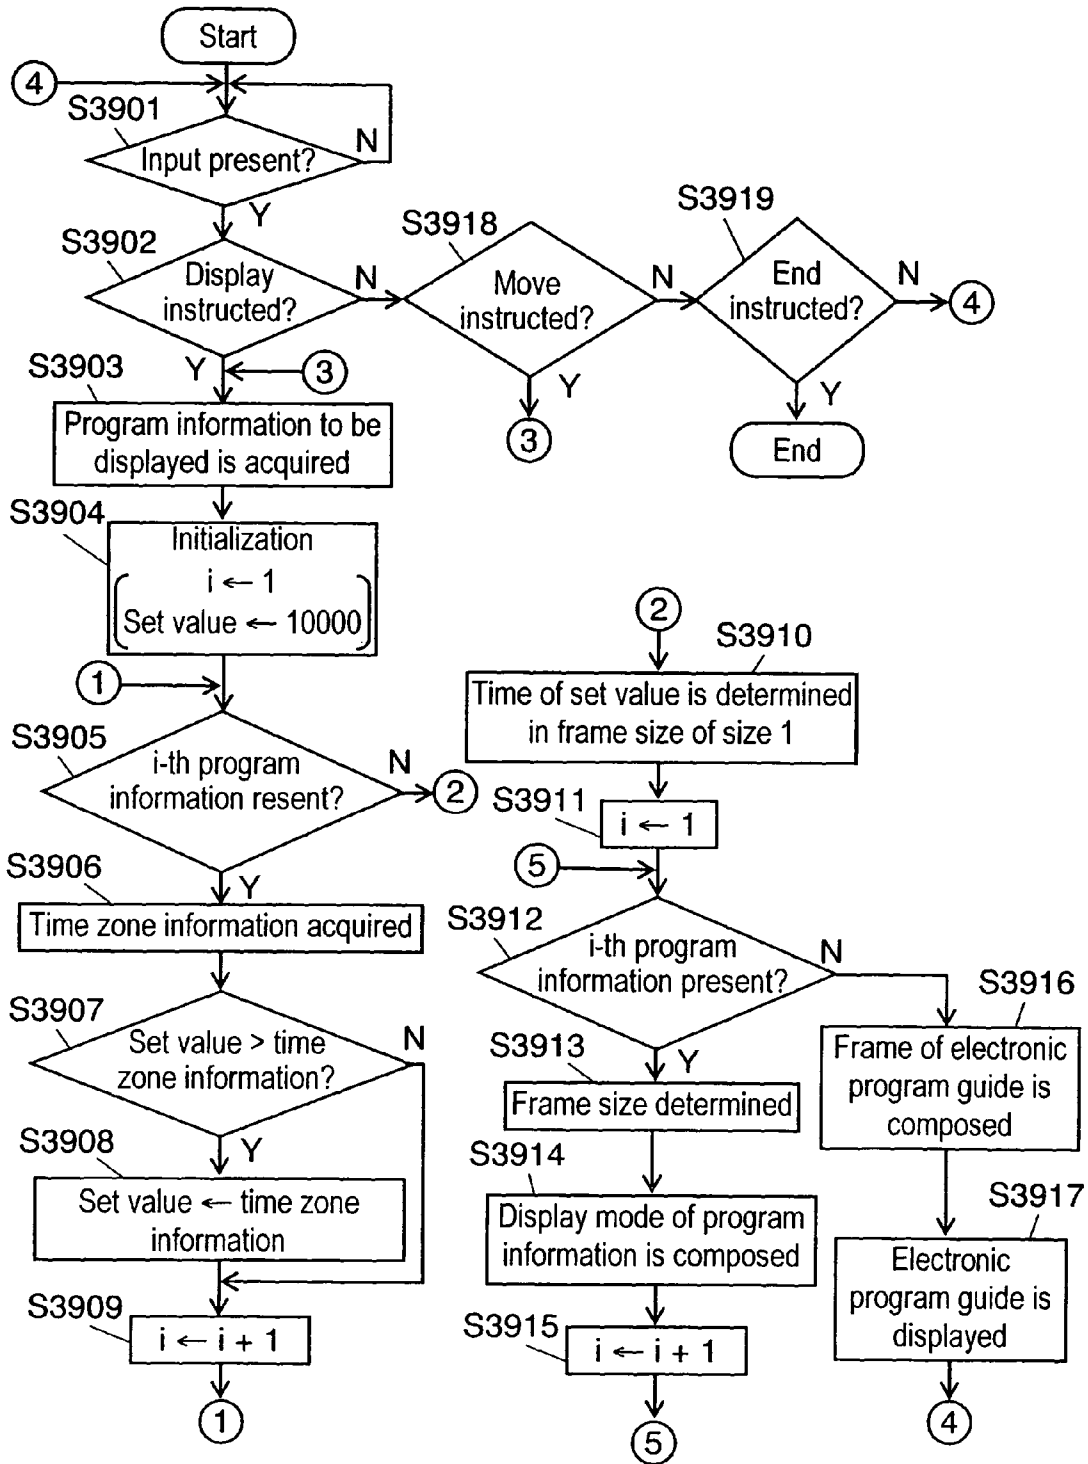 Start
4
S3901
Input present?
N
Y
S3902
Display
instructed?
N
Y
S3918
Move
instructed?
N
Y
3
S3919
End
instructed?
N
4
Y
End
3
S3903
Program information to be
displayed is acquired
S3904
Initialization
i ← 1
Set value ← 10000
1
S3905
i-th program
information resent?
N
2
Y
S3906
Time zone information acquired
S3907
Set value > time
zone information?
N
Y
S3908
Set value ← time zone
information
S3909
i ← i + 1
1
2
S3910
Time of set value is determined
in frame size of size 1
S3911
i ← 1
5
S3912
i-th program
information present?
N
Y
S3913
Frame size determined
S3914
Display mode of program
information is composed
S3915
i ← i + 1
5
S3916
Frame of electronic
program guide is
composed
S3917
Electronic
program guide is
displayed
4